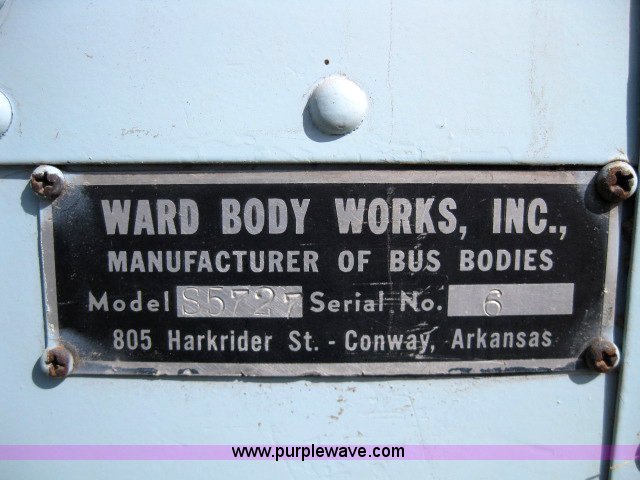 WARD BODY WORKS, INC.,
MANUFACTURER OF BUS BODIES
Model S5727 Serial No. 6
805 Harkrider St. - Conway, Arkansas
www.purplewave.com